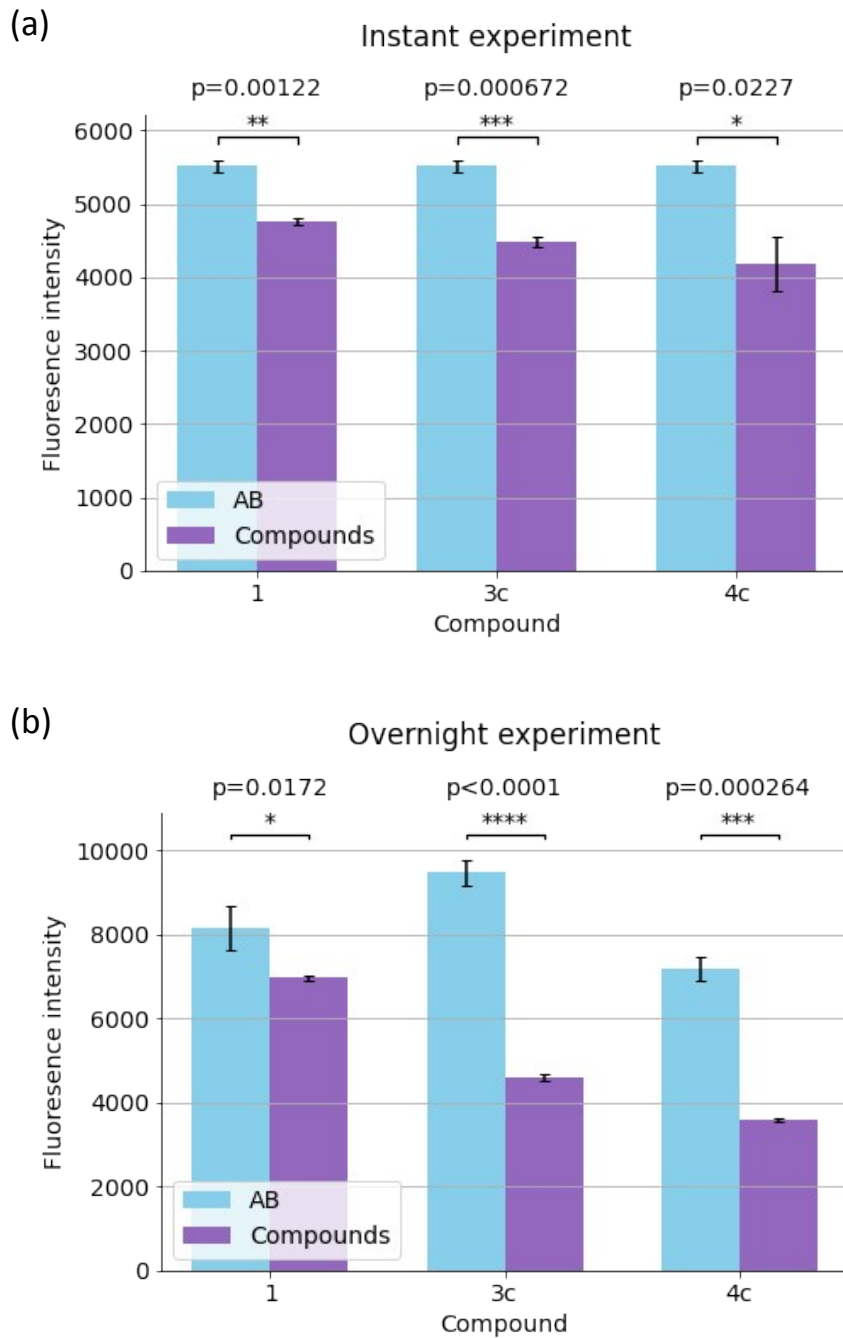 (a)
Instant experiment
p=0.00122 p=0.000672 p=0.0227
** *** *
6000
5000
4000
3000
2000
1000
0
Fluoresence intensity
AB
Compounds
1 3c 4c
Compound
(b)
Overnight experiment
p=0.0172 p<0.0001 p=0.000264
* **** ***
10000
8000
6000
4000
2000
0
Fluoresence intensity
AB
Compounds
1 3c 4c
Compound